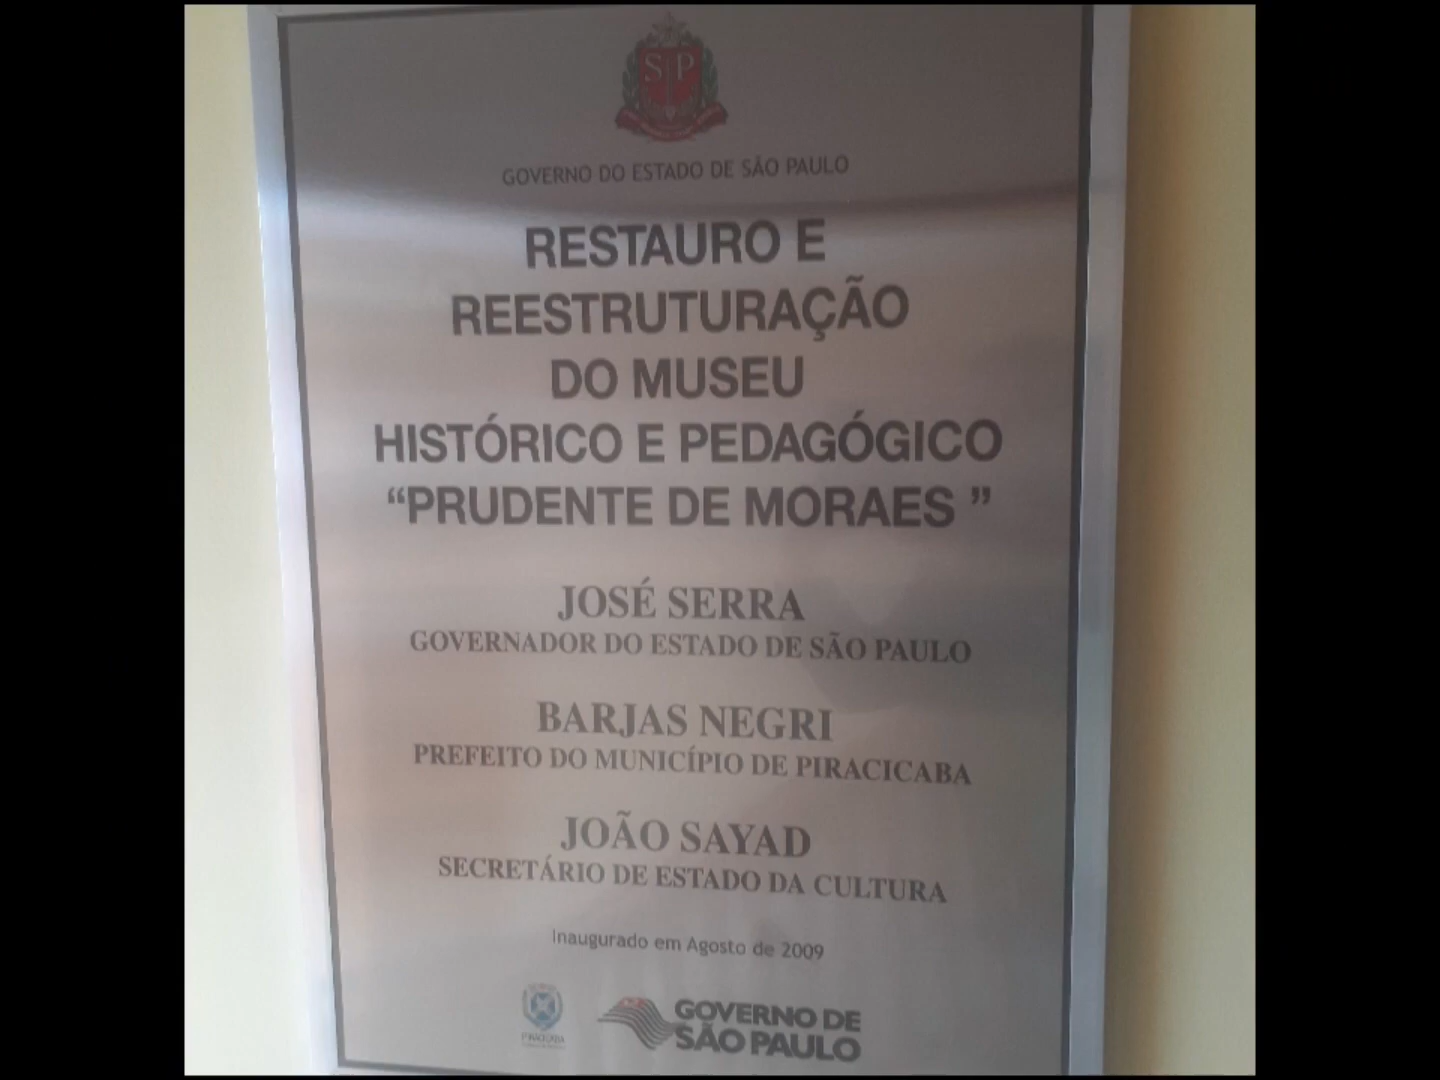 SP
GOVERNO DO ESTADO DE SÃO PAULO
RESTAURO E
REESTRUTURAÇÃO
DO MUSEU
HISTÓRICO E PEDAGÓGICO
“PRUDENTE DE MORAES ”
JOSÉ SERRA
GOVERNADOR DO ESTADO DE SÃO PAULO
BARJAS NEGRI
PREFEITO DO MUNICÍPIO DE PIRACICABA
JOÃO SAYAD
SECRETÁRIO DE ESTADO DA CULTURA
Inaugurado em Agosto de 2009
PIRACICABA
GOVERNO DE
SÃO PAULO